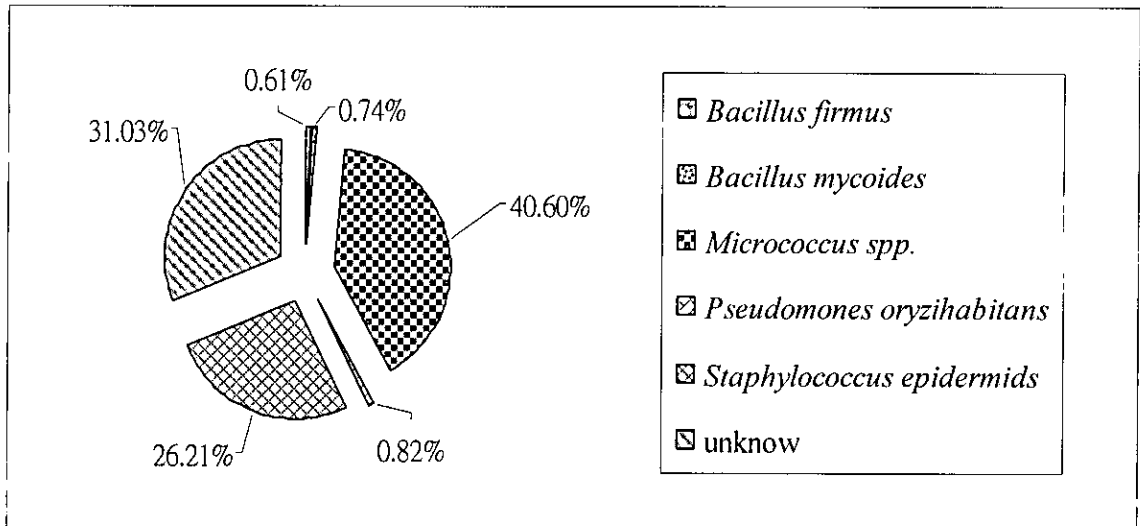 0.61%
0.74%
31.03%
40.60%
26.21%
0.82%
Bacillus firmus
Bacillus mycoides
Micrococcus spp.
Pseudomones oryzihabitans
Staphylococcus epidermids
unknow